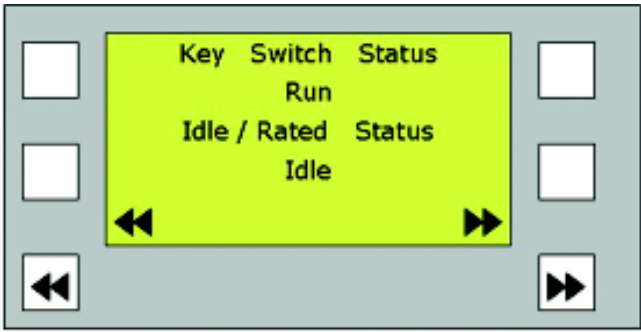 Key Switch Status
Run
Idle / Rated Status
Idle